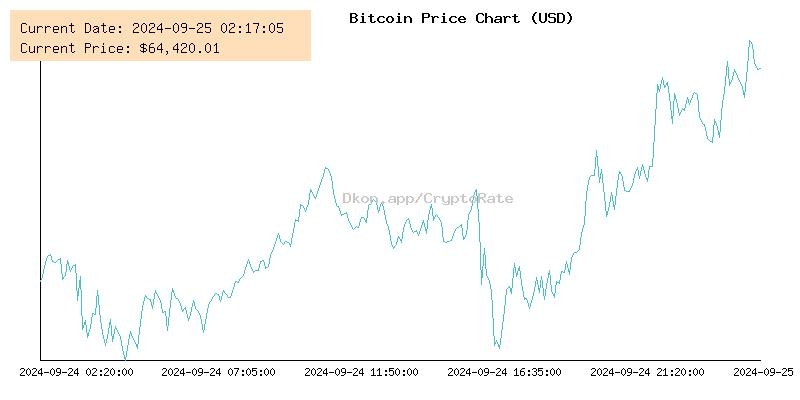 Bitcoin Price Chart (USD)
Current Date: 2024-09-25 02:17:05
Current Price: $64,420.01
Dkon.app/CryptoRate
2024-09-24 02:20:00 2024-09-24 07:05:00 2024-09-24 11:50:00 2024-09-24 16:35:00 2024-09-24 21:20:00 2024-09-25